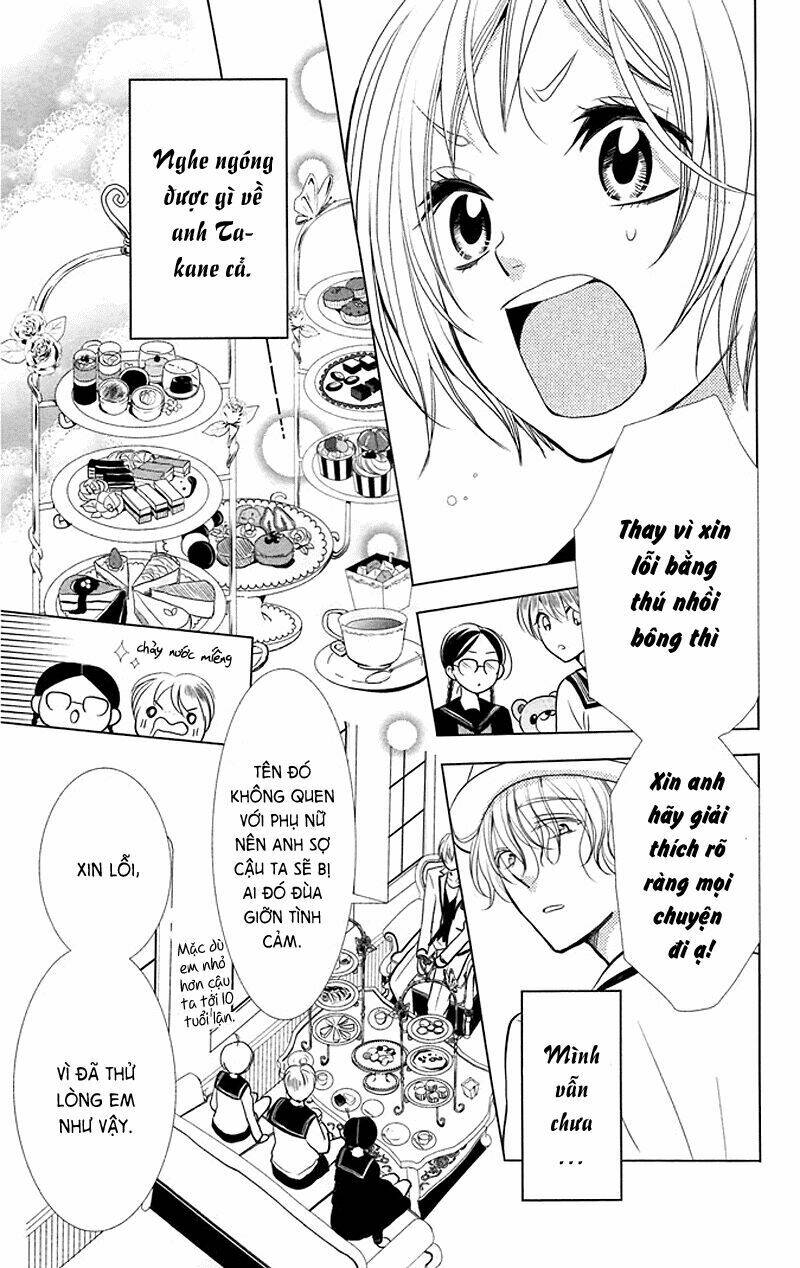 Thay vì xin
lỗi bằng
thú nhồi
bông thì
Xin anh
hãy giải
thích rõ
ràng mọi
chuyện
đi ạ!
Mình
vẫn
chưa
...
Nghe ngóng
được gì về
anh Ta-
kane cả.
chảy nước miếng
TÊN ĐÓ
KHÔNG QUEN
VỚI PHỤ NỮ
NÊN ANH SỢ
CẬU TA SẼ BỊ
AI ĐÓ ĐÙA
GIỠN TÌNH
CẢM.
Mặc dù
em nhỏ
hơn cậu
ta tới 10
tuổi lận.
XIN LỖI,
VÌ ĐÃ THỬ
LÒNG EM
NHƯ VẬY.